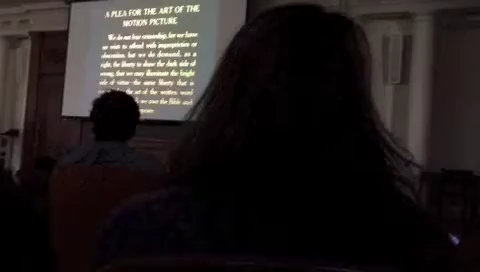 A PLEA FOR THE ART OF THE
MOTION PICTURE
We do not fear censorship, for we have
no wish to offend with improprieties or
obscenities, but we do demand, as a
right, the liberty to show the dark side of
wrong, that we may illuminate the bright
side of virtue—the same liberty that is
the art of the written word
we owe the Bible and